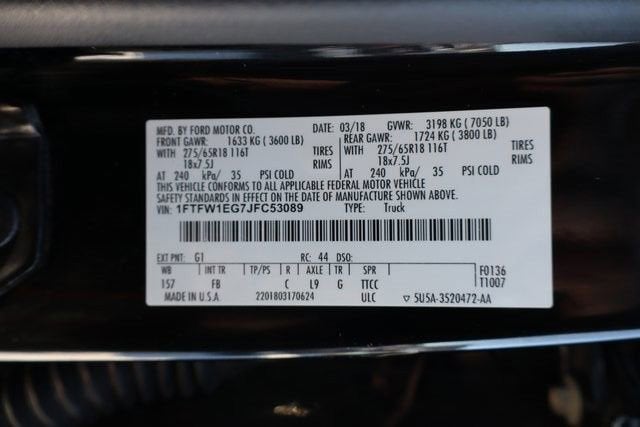 MFD. BY FORD MOTOR CO. DATE: 03/18 GVWR: 3198 KG ( 7050 LB)
FRONT GAWR: 1633 KG ( 3600 LB) REAR GAWR: 1724 KG ( 3800 LB)
WITH 275/65R18 116T TIRES WITH 275/65R18 116T TIRES
18x7.5J RIMS 18x7.5J RIMS
AT 240 kPa/ 35 PSI COLD AT 240 kPa/ 35 PSI COLD
THIS VEHICLE CONFORMS TO ALL APPLICABLE FEDERAL MOTOR VEHICLE
SAFETY STANDARDS IN EFFECT ON THE DATE OF MANUFACTURE SHOWN ABOVE.
VIN: 1FTFW1EG7JFC53089 TYPE: Truck
EXT PNT: G1 RC: 44 DSO:
WB INT TR TP/PS R AXLE TR SPR F0136
157 FB C L9 G TTCC T1007
MADE IN U.S.A. 2201803170624 ULC ▽ 5U5A-3520472-AA